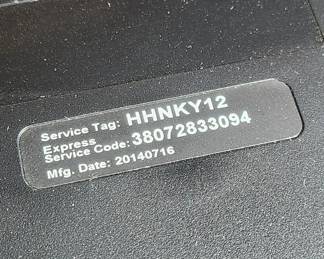 Service Tag: HHNKY12
Express
Service Code: 38072833094
Mfg. Date: 20140716